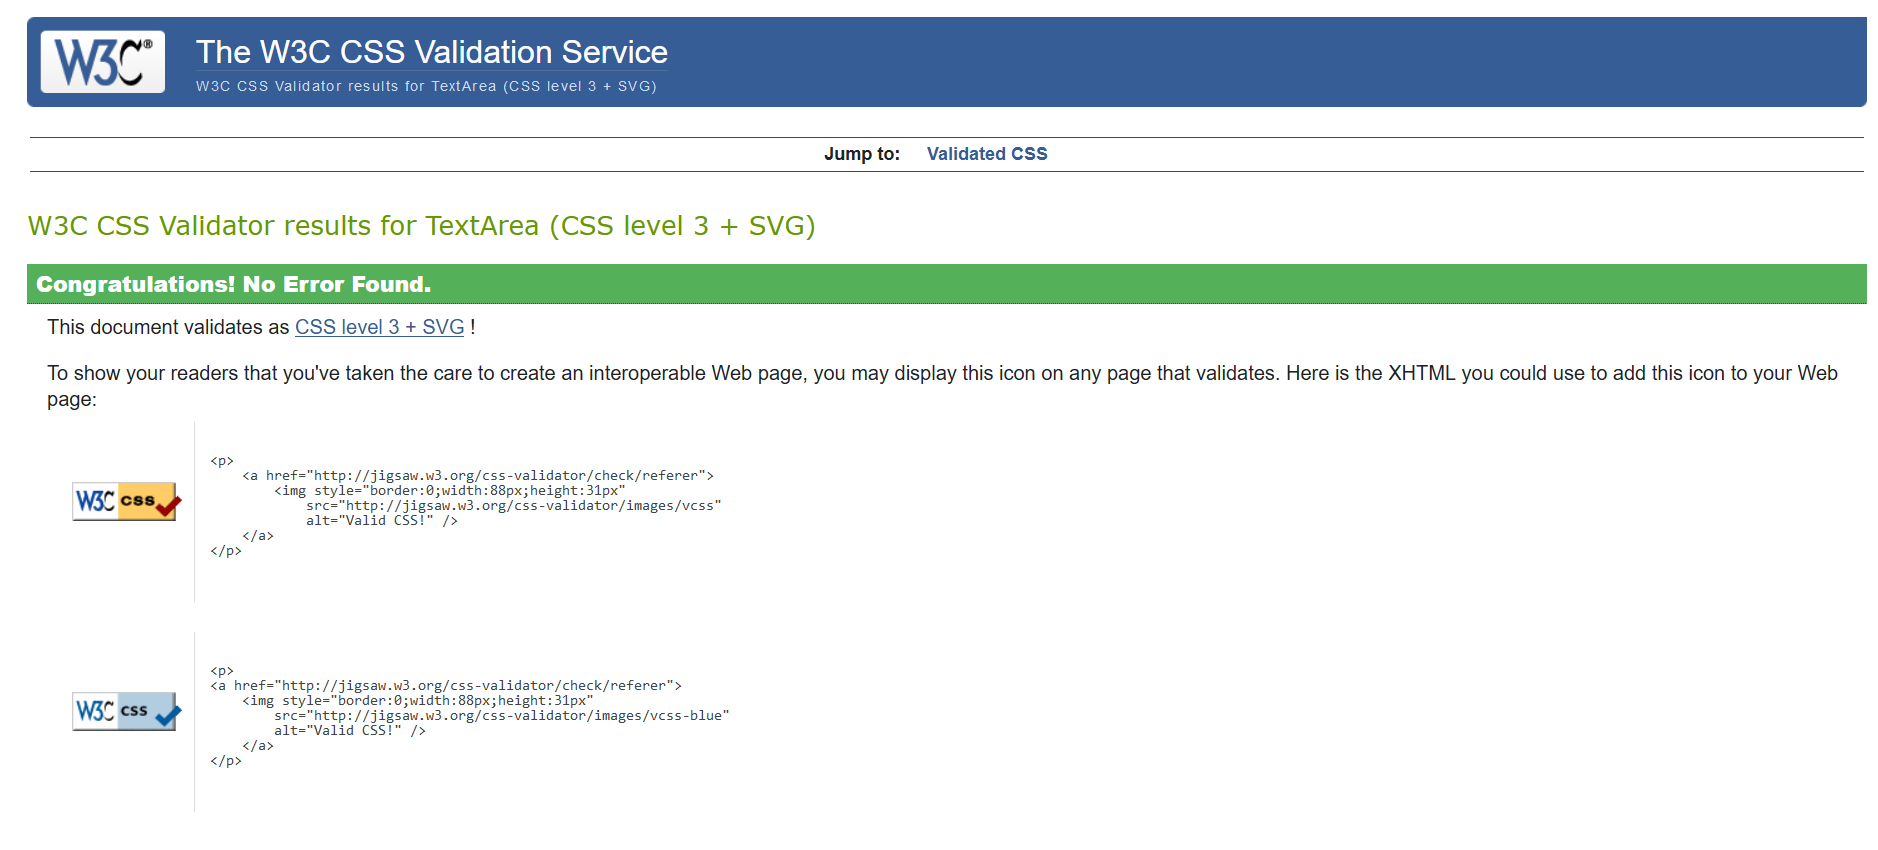 W3C®
The W3C CSS Validation Service
W3C CSS Validator results for TextArea (CSS level 3 + SVG)
Jump to: Validated CSS
W3C CSS Validator results for TextArea (CSS level 3 + SVG)
Congratulations! No Error Found.
This document validates as CSS level 3 + SVG !
To show your readers that you've taken the care to create an interoperable Web page, you may display this icon on any page that validates. Here is the XHTML you could use to add this icon to your Web
page:
W3C css
<p>
    <a href="http://jigsaw.w3.org/css-validator/check/referer">
        <img style="border:0;width:88px;height:31px"
            src="http://jigsaw.w3.org/css-validator/images/vcss"
            alt="Valid CSS!" />
    </a>
</p>
W3C css
<p>
<a href="http://jigsaw.w3.org/css-validator/check/referer">
    <img style="border:0;width:88px;height:31px"
        src="http://jigsaw.w3.org/css-validator/images/vcss-blue"
        alt="Valid CSS!" />
    </a>
</p>